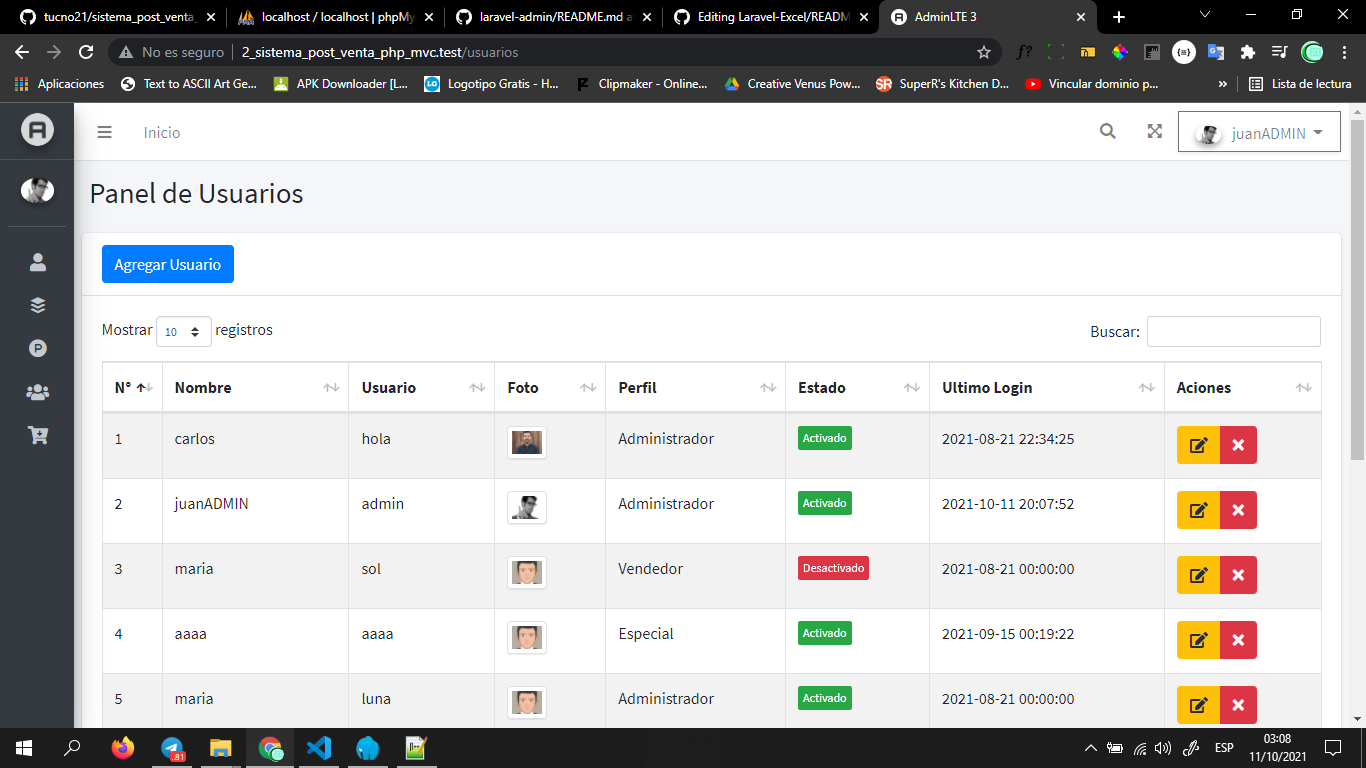 tucno21/sistema_post_venta_
localhost / localhost | phpMy
laravel-admin/README.md a
Editing Laravel-Excel/READM
AdminLTE 3
No es seguro | 2_sistema_post_venta_php_mvc.test/usuarios
Aplicaciones
Text to ASCII Art Ge...
APK Downloader [L...
Logotipo Gratis - H...
Clipmaker - Online...
Creative Venus Pow...
SuperR's Kitchen D...
Vincular dominio p...
»
Lista de lectura
Inicio
juanADMIN
Panel de Usuarios
Agregar Usuario
Mostrar 10 registros
Buscar:
N° Nombre Usuario Foto Perfil Estado Ultimo Login Aciones
1 carlos hola Administrador Activado 2021-08-21 22:34:25
2 juanADMIN admin Administrador Activado 2021-10-11 20:07:52
3 maria sol Vendedor Desactivado 2021-08-21 00:00:00
4 aaaa aaaa Especial Activado 2021-09-15 00:19:22
5 maria luna Administrador Activado 2021-08-21 00:00:00
81
ESP
03:08
11/10/2021